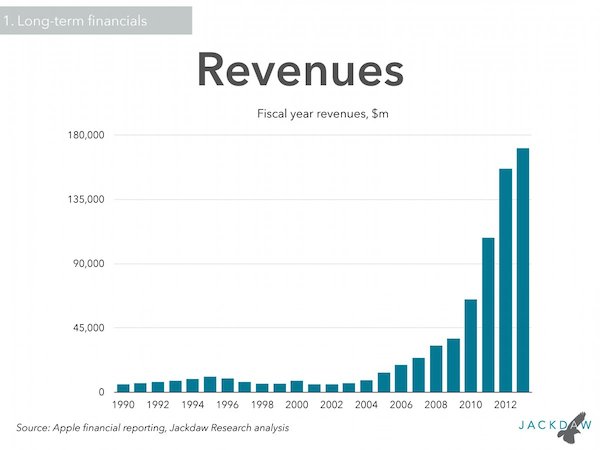 1. Long-term financials
Revenues
Fiscal year revenues, $m
180,000
135,000
90,000
45,000
0
1990 1992 1994 1996 1998 2000 2002 2004 2006 2008 2010 2012
Source: Apple financial reporting, Jackdaw Research analysis
JACKDAW